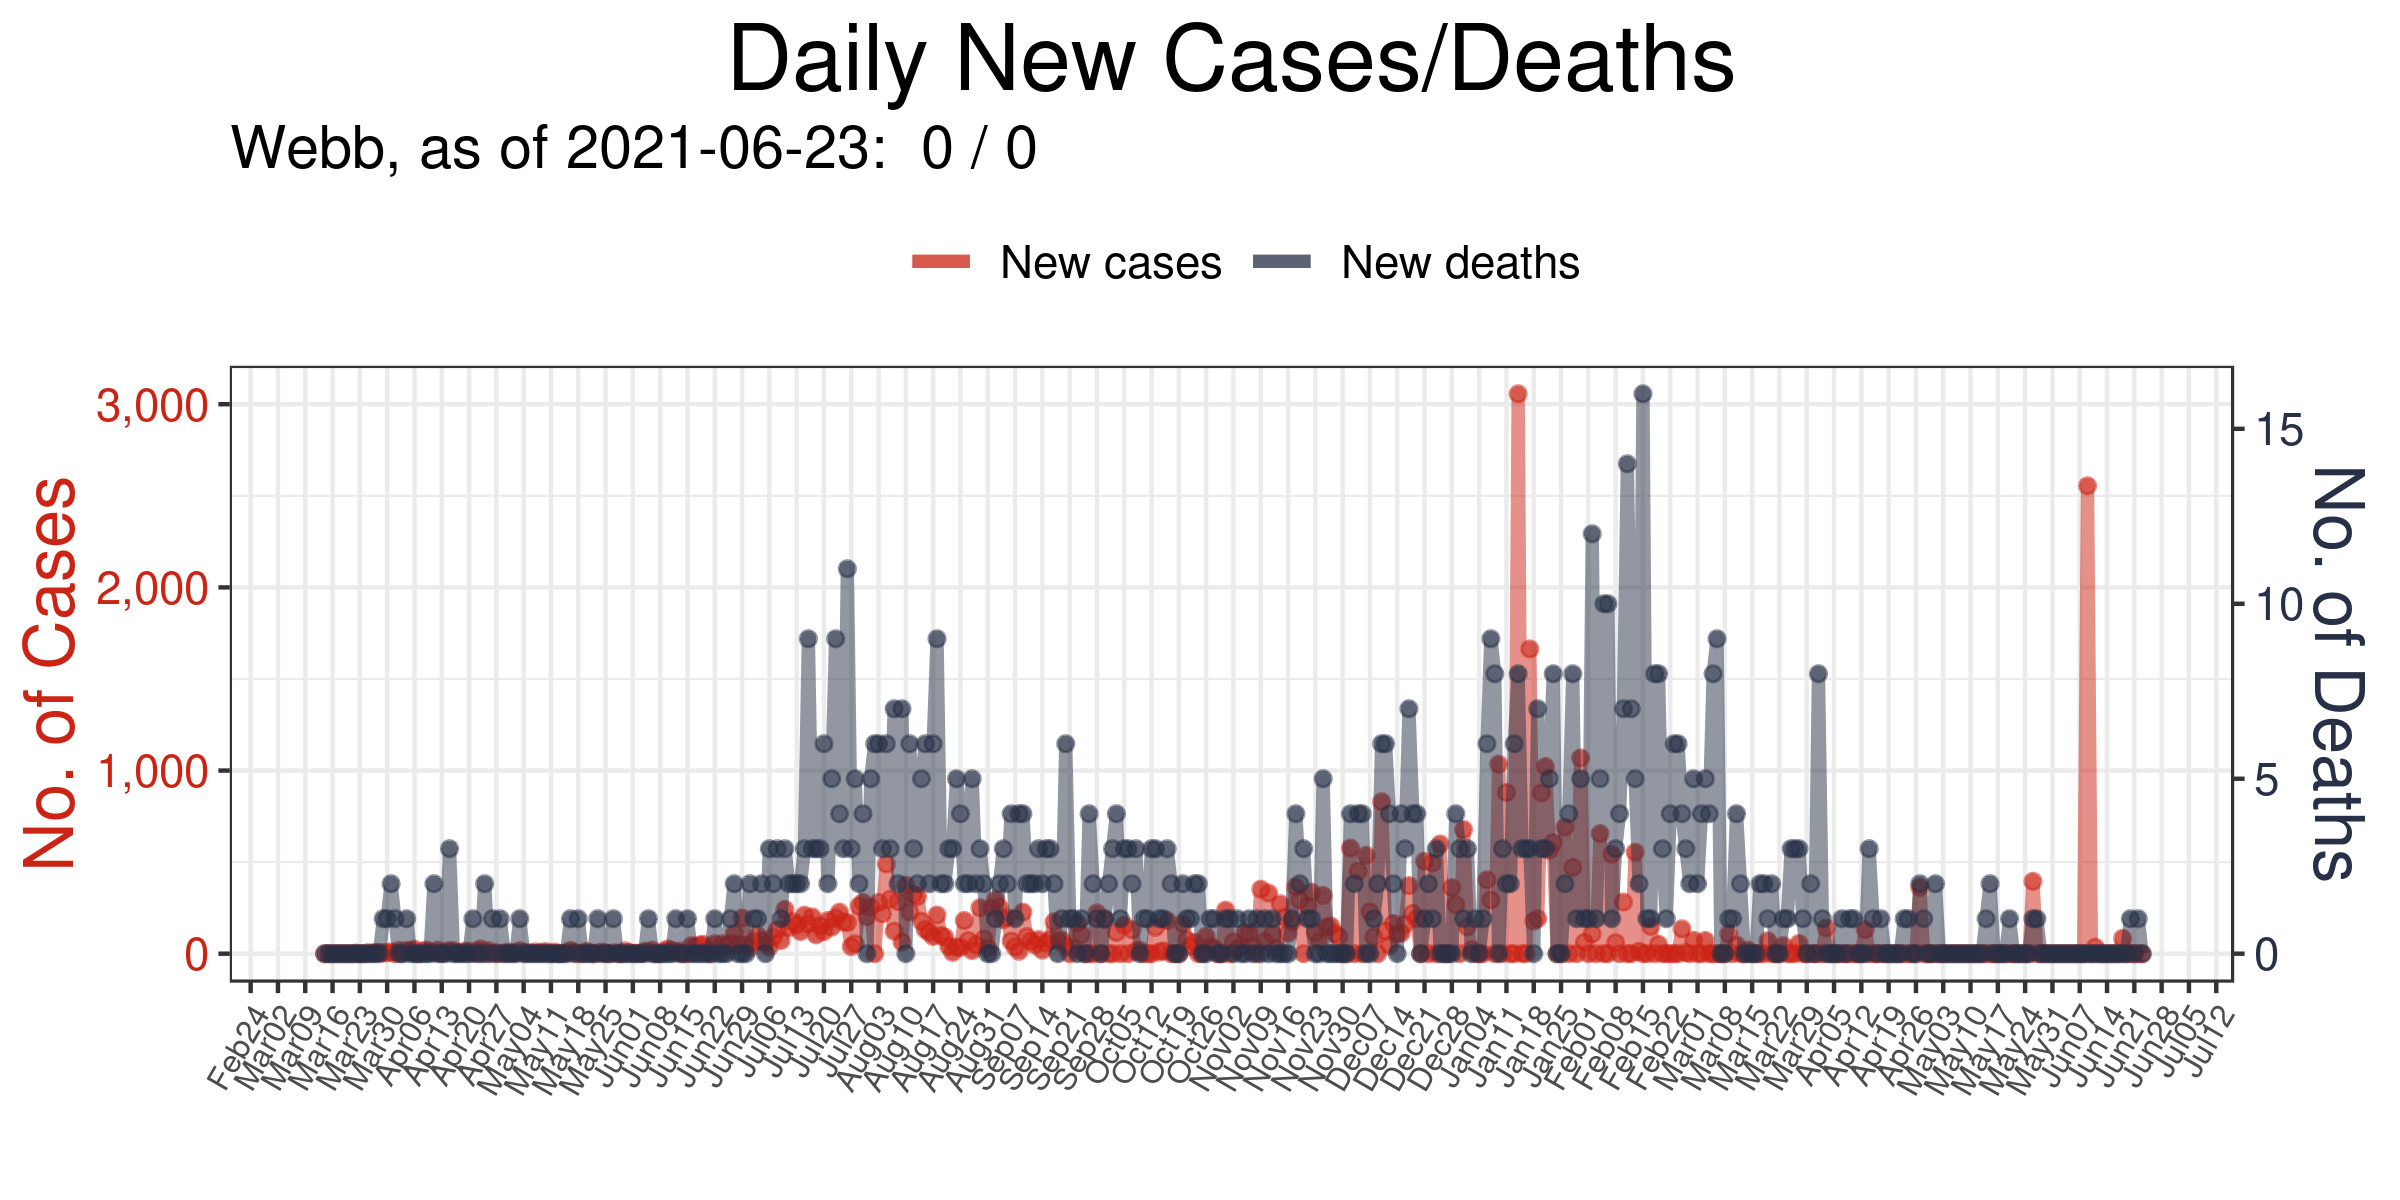 Daily New Cases/Deaths
Webb, as of 2021-06-23: 0 / 0
New cases
New deaths
No. of Cases
3,000
2,000
1,000
0
15
10
5
0
No. of Deaths
Feb24
Mar02
Mar09
Mar16
Mar23
Mar30
Apr06
Apr13
Apr20
Apr27
May04
May11
May18
May25
Jun01
Jun08
Jun15
Jun22
Jun29
Jul06
Jul13
Jul20
Jul27
Aug03
Aug10
Aug17
Aug24
Aug31
Sep07
Sep14
Sep21
Sep28
Oct05
Oct12
Oct19
Oct26
Nov02
Nov09
Nov16
Nov23
Nov30
Dec07
Dec14
Dec21
Dec28
Jan04
Jan11
Jan18
Jan25
Feb01
Feb08
Feb15
Feb22
Mar01
Mar08
Mar15
Mar22
Mar29
Apr05
Apr12
Apr19
Apr26
May03
May10
May17
May24
May31
Jun07
Jun14
Jun21
Jun28
Jul05
Jul12